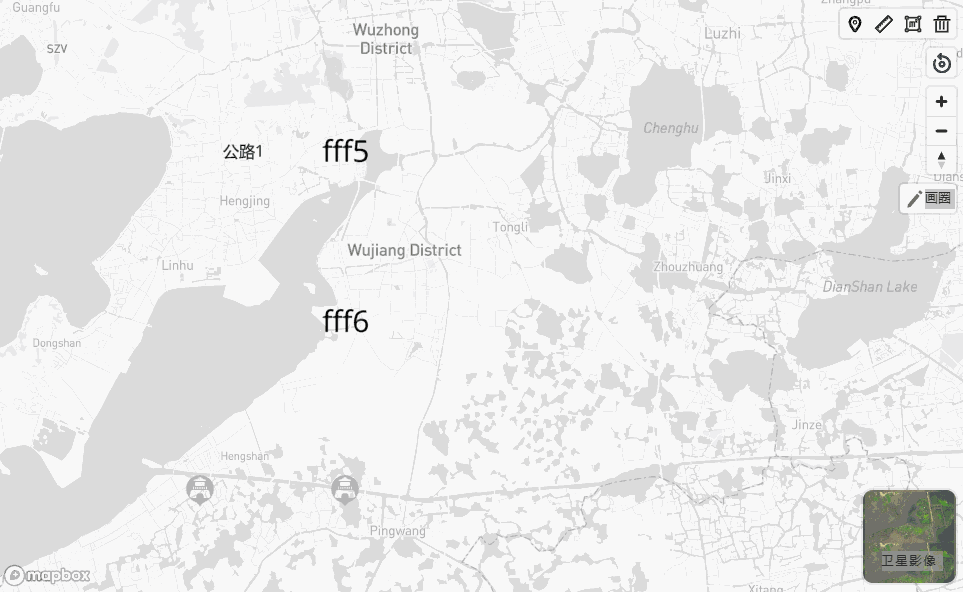 Guangfu
SZV
Wuzhong
District
Luzhi
Chenghu
公路1
fff5
Jinxi
画圈
Hengjing
Tongli
Wujiang District
Linhu
Zhouzhuang
DianShan Lake
fff6
Dongshan
Jinze
Hengshan
Pingwang
卫星影像
mapbox
Xitang